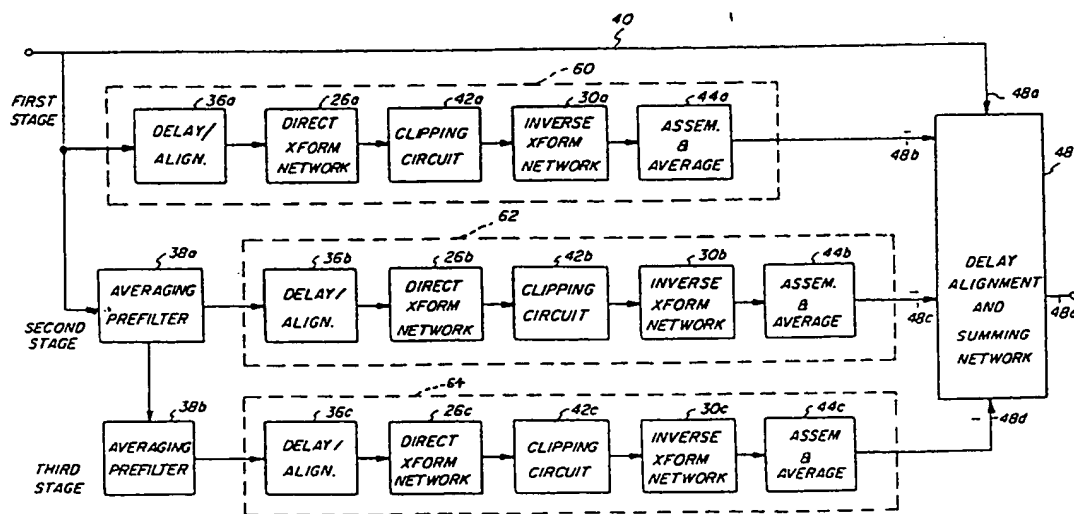 40
60
FIRST
STAGE
36a
26a
42a
30a
44a
48a
DELAY/
ALIGN.
DIRECT
XFORM
NETWORK
CLIPPING
CIRCUIT
INVERSE
XFORM
NETWORK
ASSEM.
&
AVERAGE
48b
48
62
38a
36b
26b
42b
30b
44b
AVERAGING
PREFILTER
DELAY/
ALIGN.
DIRECT
XFORM
NETWORK
CLIPPING
CIRCUIT
INVERSE
XFORM
NETWORK
ASSEM.
&
AVERAGE
48c
DELAY
ALIGNMENT
AND
SUMMING
NETWORK
SECOND
STAGE
64
38b
36c
26c
42c
30c
44c
48d
AVERAGING
PREFILTER
DELAY/
ALIGN.
DIRECT
XFORM
NETWORK
CLIPPING
CIRCUIT
INVERSE
XFORM
NETWORK
ASSEM
&
AVERAGE
THIRD
STAGE